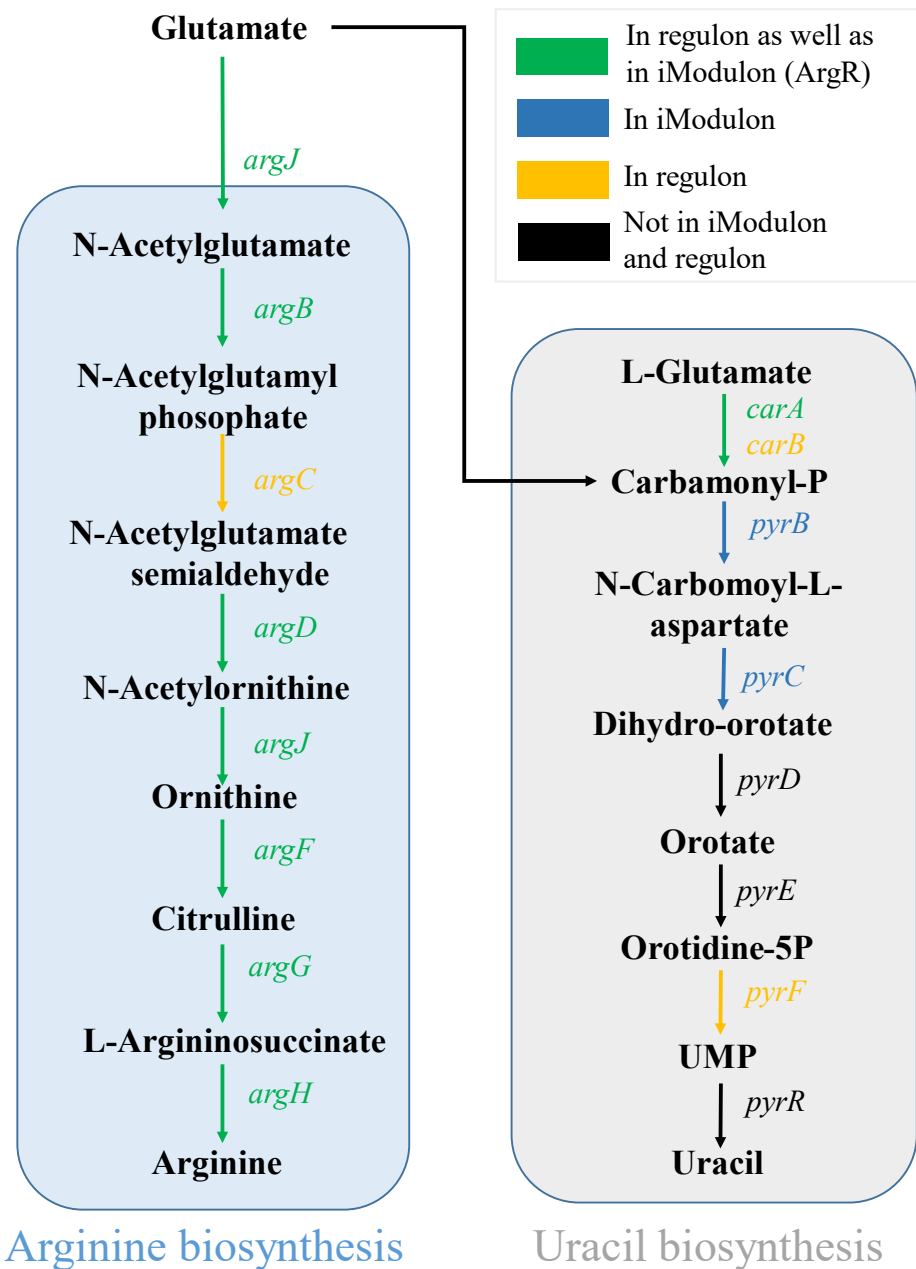 Glutamate
argJ
N-Acetylglutamate
argB
N-Acetylglutamyl
phosophate
argC
N-Acetylglutamate
semialdehyde
argD
N-Acetylornithine
argJ
Ornithine
argF
Citrulline
argG
L-Argininosuccinate
argH
Arginine
Arginine biosynthesis
In regulon as well as
in iModulon (ArgR)
In iModulon
In regulon
Not in iModulon
and regulon
L-Glutamate
carA
carB
Carbamonyl-P
pyrB
N-Carbomoyl-L-
aspartate
pyrC
Dihydro-orotate
pyrD
Orotate
pyrE
Orotidine-5P
pyrF
UMP
pyrR
Uracil
Uracil biosynthesis